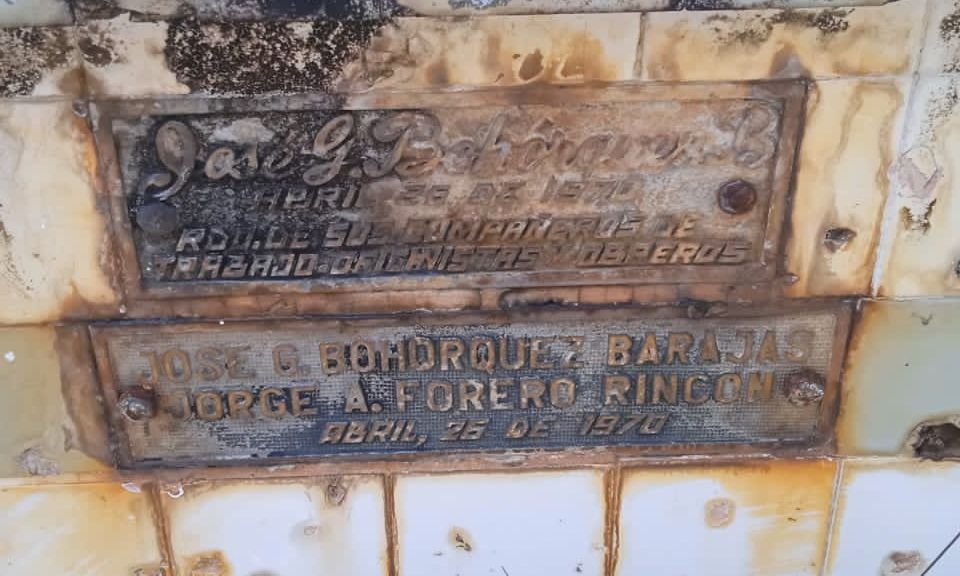 José G. Bohórquez B
ABRIL 26 DE 1970
RDO. DE SUS COMPAÑEROS DE
TRABAJO OFICINISTAS Y OBREROS
JOSE G. BOHORQUEZ BARAJAS
JORGE A. FORERO RINCON
ABRIL, 26 DE 1970